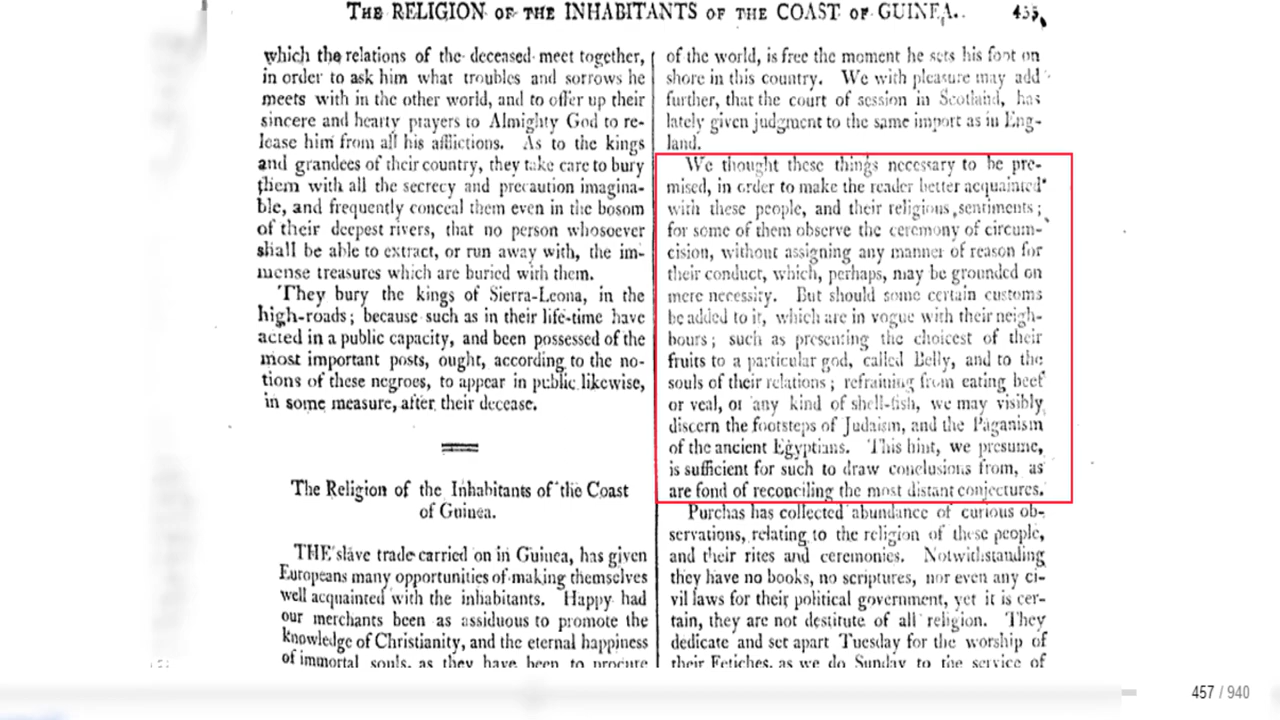 THE RELIGION OF THE INHABITANTS OF THE COAST OF GUINEA. 435
which the relations of the deceased meet together,
in order to ask him what troubles and sorrows he
meets with in the other world, and to offer up their
sincere and hearty prayers to Almighty God to re-
lease him from all his afflictions. As to the kings
and grandees of their country, they take care to bury
them with all the secrecy and precaution imagina-
ble, and frequently conceal them even in the bosom
of their deepest rivers, that no person whosoever
shall be able to extract, or run away with, the im-
mense treasures which are buried with them.
They bury the kings of Sierra-Leona, in the
high-roads; because such as in their life-time have
acted in a public capacity, and been possessed of the
most important posts, ought, according to the no-
tions of these negroes, to appear in public likewise,
in some measure, after their decease.
The Religion of the Inhabitants of the Coast
of Guinea.
THE slave trade carried on in Guinea, has given
Europeans many opportunities of making themselves
well acquainted with the inhabitants. Happy had
our merchants been as assiduous to promote the
knowledge of Christianity, and the eternal happiness
of immortal souls, as they have been to procure
of the world, is free the moment he sets his foot on
shore in this country. We with pleasure may add
further, that the court of session in Scotland, has
lately given judgment to the same import as in Eng-
land.
We thought these things necessary to be pre-
mised, in order to make the reader better acquainted
with these people, and their religious sentiments;
for some of them observe the ceremony of circum-
cision, without assigning any manner of reason for
their conduct, which, perhaps, may be grounded on
mere necessity. But should some certain customs
be added to it, which are in vogue with their neigh-
bours; such as presenting the choicest of their
fruits to a particular god, called Belly, and to the
souls of their relations; refraining from eating beef
or veal, or any kind of shell-fish, we may visibly
discern the footsteps of Judaism, and the Paganism
of the ancient Egyptians. This hint, we presume,
is sufficient for such to draw conclusions from, as
are fond of reconciling the most distant conjectures.
Purchas has collected abundance of curious ob-
servations, relating to the religion of these people,
and their rites and ceremonies. Notwithstanding
they have no books, no scriptures, nor even any ci-
vil laws for their political government, yet it is cer-
tain, they are not destitute of all religion. They
dedicate and set apart Tuesday for the worship of
their Fetiches, as we do Sunday to the service of
457 / 940